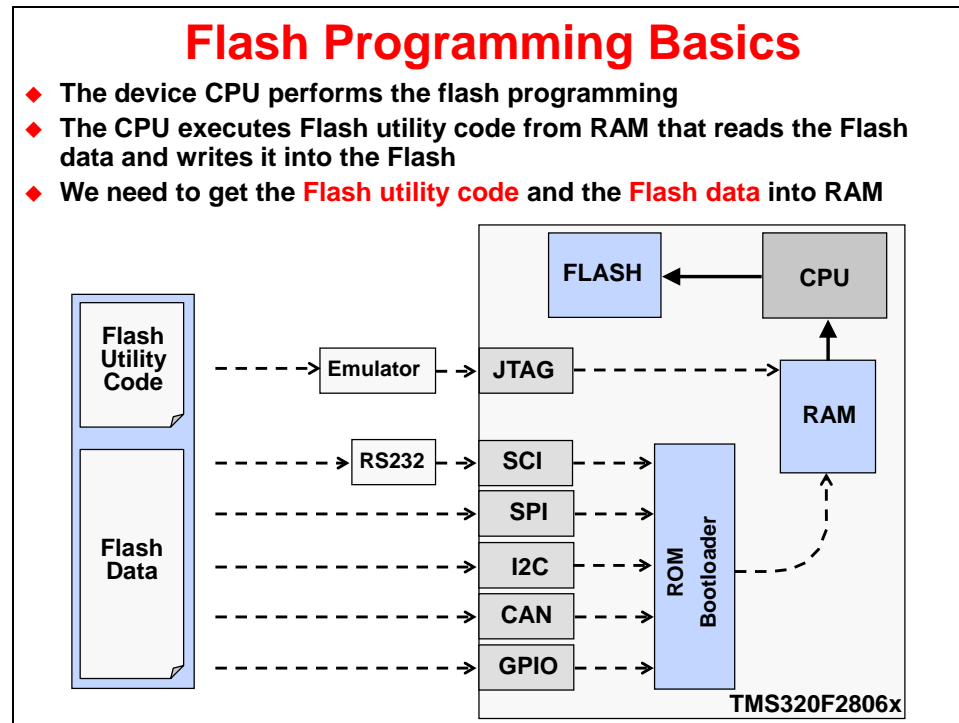 Flash Programming Basics
The device CPU performs the flash programming
The CPU executes Flash utility code from RAM that reads the Flash
data and writes it into the Flash
We need to get the Flash utility code and the Flash data into RAM
FLASH
CPU
Flash
Utility
Code
Emulator
JTAG
RAM
RS232
SCI
SPI
Flash
Data
I2C
CAN
GPIO
ROM
Bootloader
TMS320F2806x